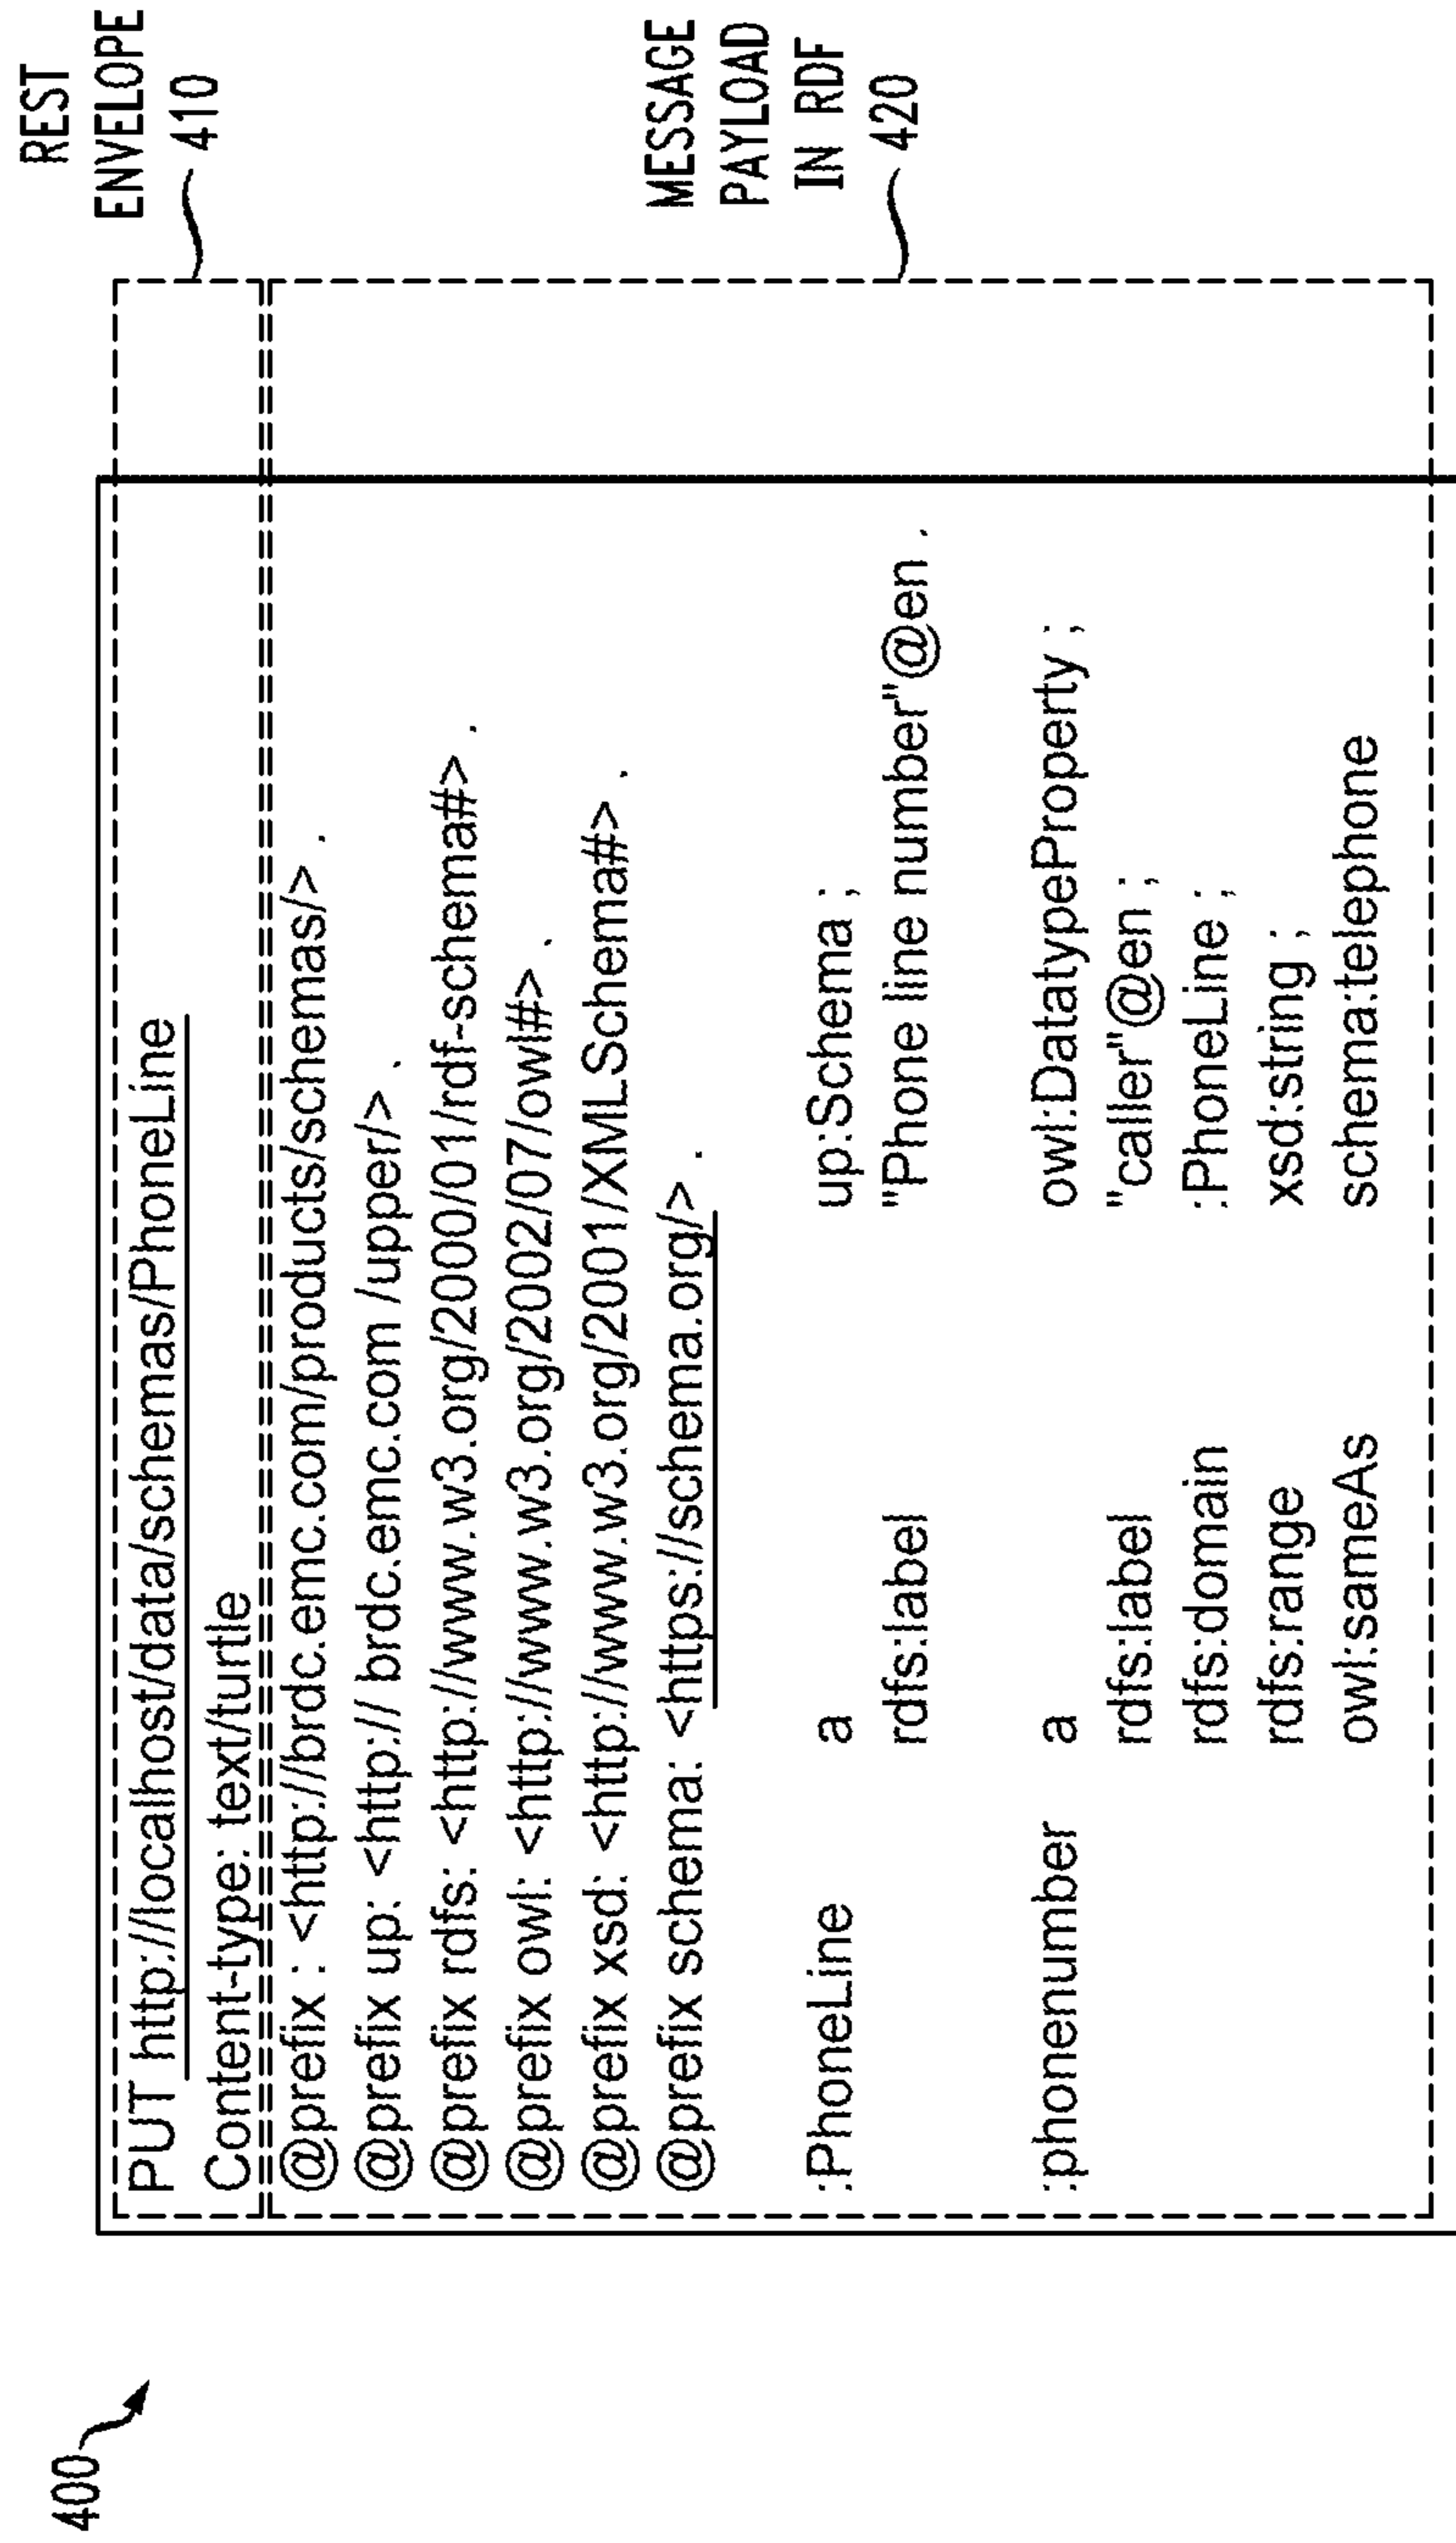 400
PUT http://localhost/data/schemas/PhoneLine
Content-type: text/turtle
@prefix : <http://brdc.emc.com/products/schemas/> .
@prefix up: <http:// brdc.emc.com /upper/> .
@prefix rdfs: <http://www.w3.org/2000/01/rdf-schema#> .
@prefix owl: <http://www.w3.org/2002/07/owl#> .
@prefix xsd: <http://www.w3.org/2001/XMLSchema#> .
@prefix schema: <https://schema.org/> .
:PhoneLine a up:Schema ;
rdfs:label "Phone line number"@en .
:phonenumber a owl:DatatypeProperty ;
rdfs:label "caller"@en ;
rdfs:domain :PhoneLine ;
rdfs:range xsd:string ;
owl:sameAs schema:telephone
REST
ENVELOPE
410
MESSAGE
PAYLOAD
IN RDF
420